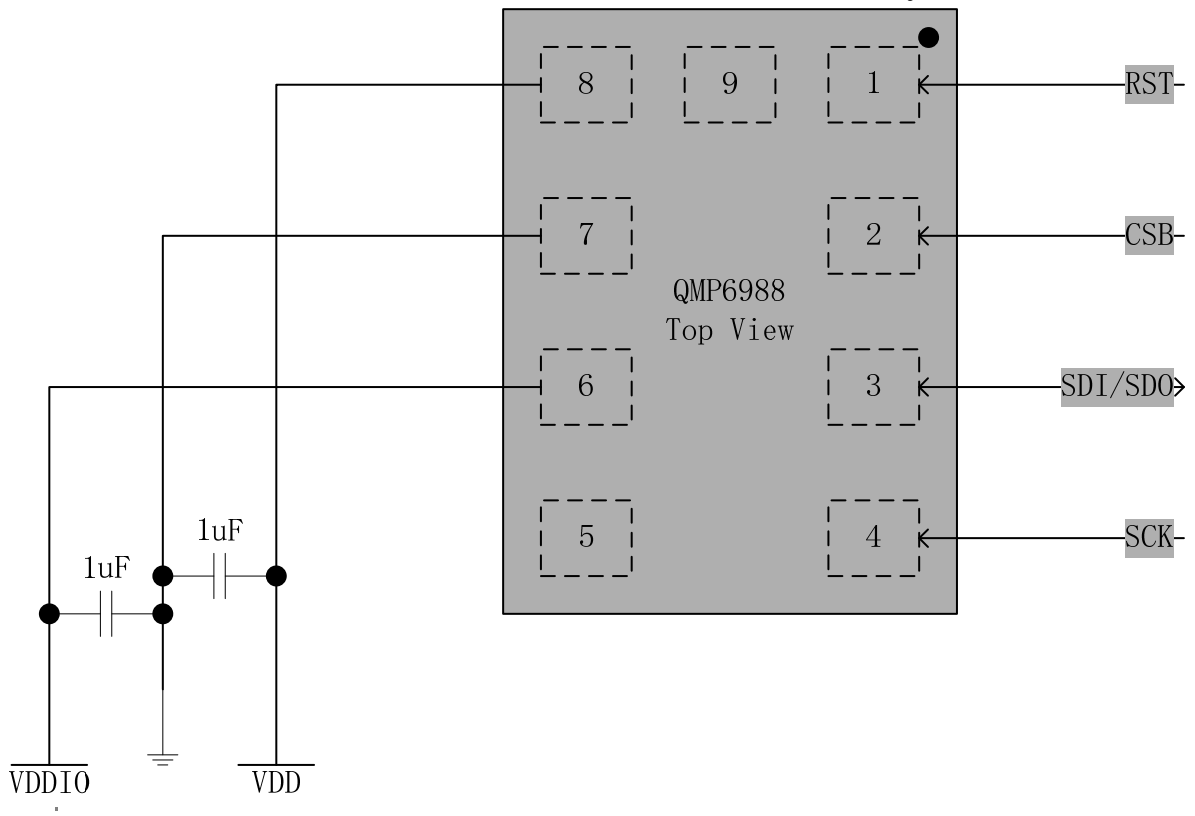 8 9 1 RST
7 2 CSB
QMP6988
Top View
6 3 SDI/SDO
5 4 SCK
1uF
1uF
VDDIO VDD